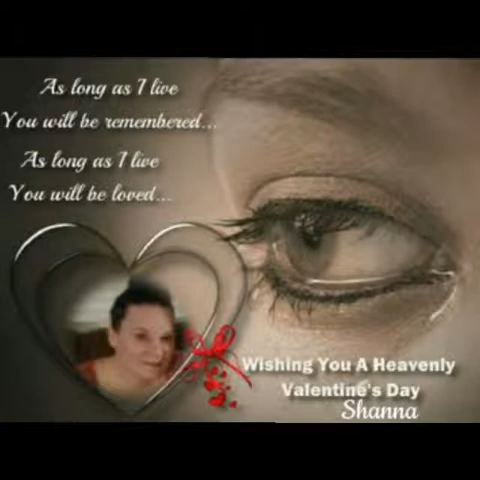 As long as I live
You will be remembered...
As long as I live
You will be loved...
Wishing You A Heavenly
Valentine's Day
Shanna